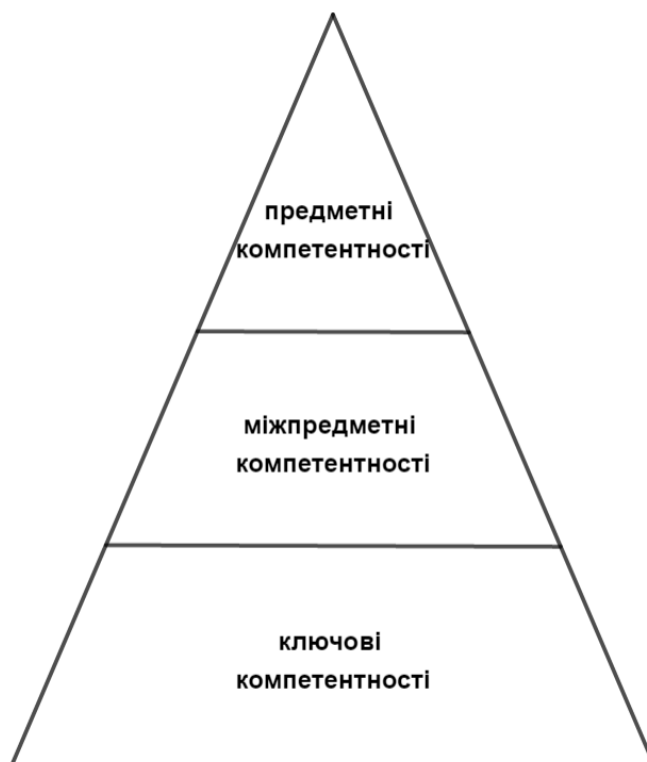 предметні
компетентності
міжпредметні
компетентності
ключові
компетентності